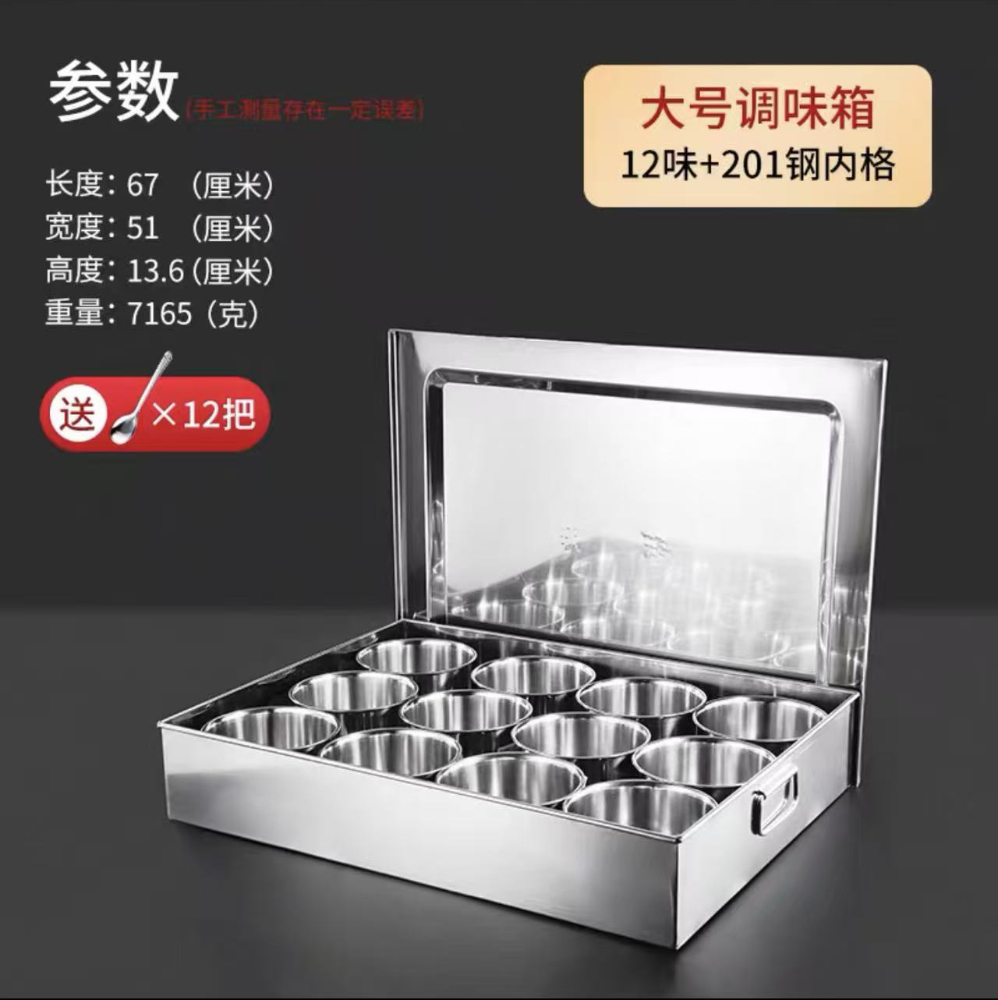 参数(手工测量存在一定误差)
大号调味箱
12味+201钢内格
长度：67 （厘米）
宽度：51 （厘米）
高度：13.6（厘米）
重量：7165（克）
送×12把